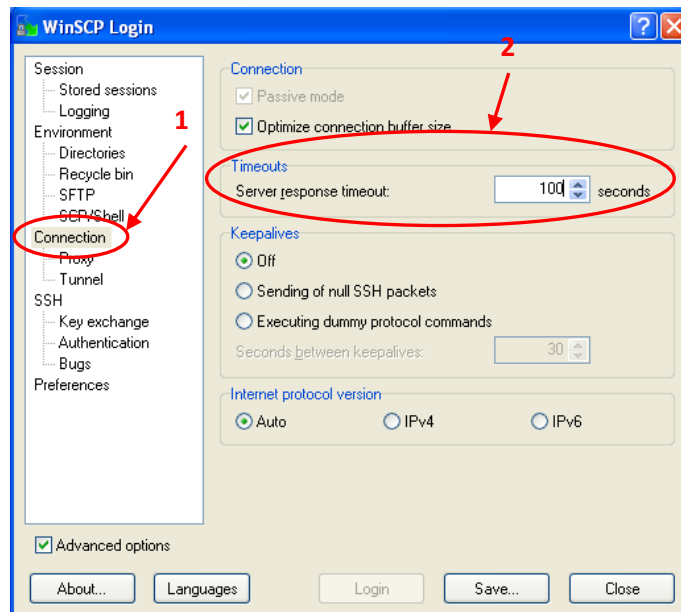 WinSCP Login
2
Session
Stored sessions
Logging
1
Environment
Directories
Recycle bin
SFTP
SCP/Shell
Connection
Proxy
Tunnel
SSH
Key exchange
Authentication
Bugs
Preferences
Connection
Passive mode
Optimize connection buffer size
Timeouts
Server response timeout: 100 seconds
Keepalives
Off
Sending of null SSH packets
Executing dummy protocol commands
Seconds between keepalives: 30
Internet protocol version
Auto IPv4 IPv6
Advanced options
About... Languages Login Save... Close